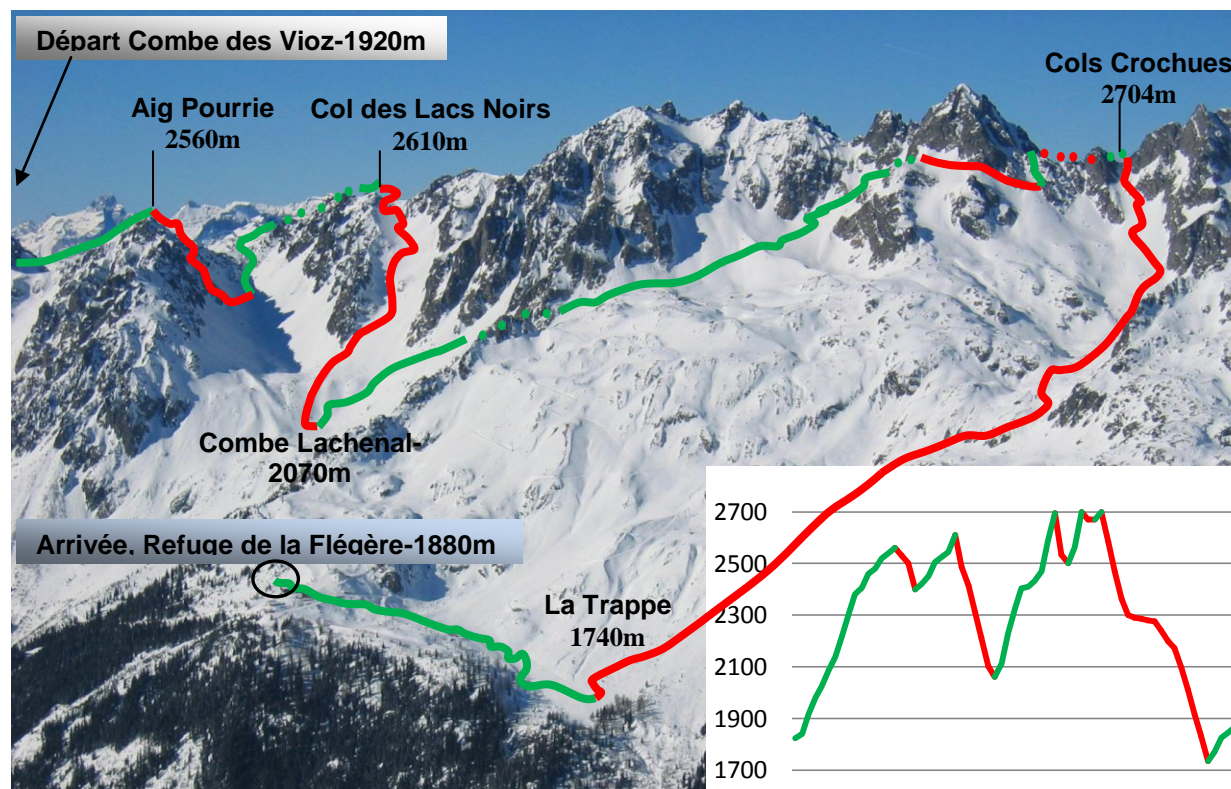 Départ Combe des Vioz-1920m
Aig Pourrie
2560m
Col des Lacs Noirs
2610m
Cols Crochues
2704m
Combe Lachenal-
2070m
Arrivée, Refuge de la Flégère-1880m
La Trappe
1740m
2700
2500
2300
2100
1900
1700